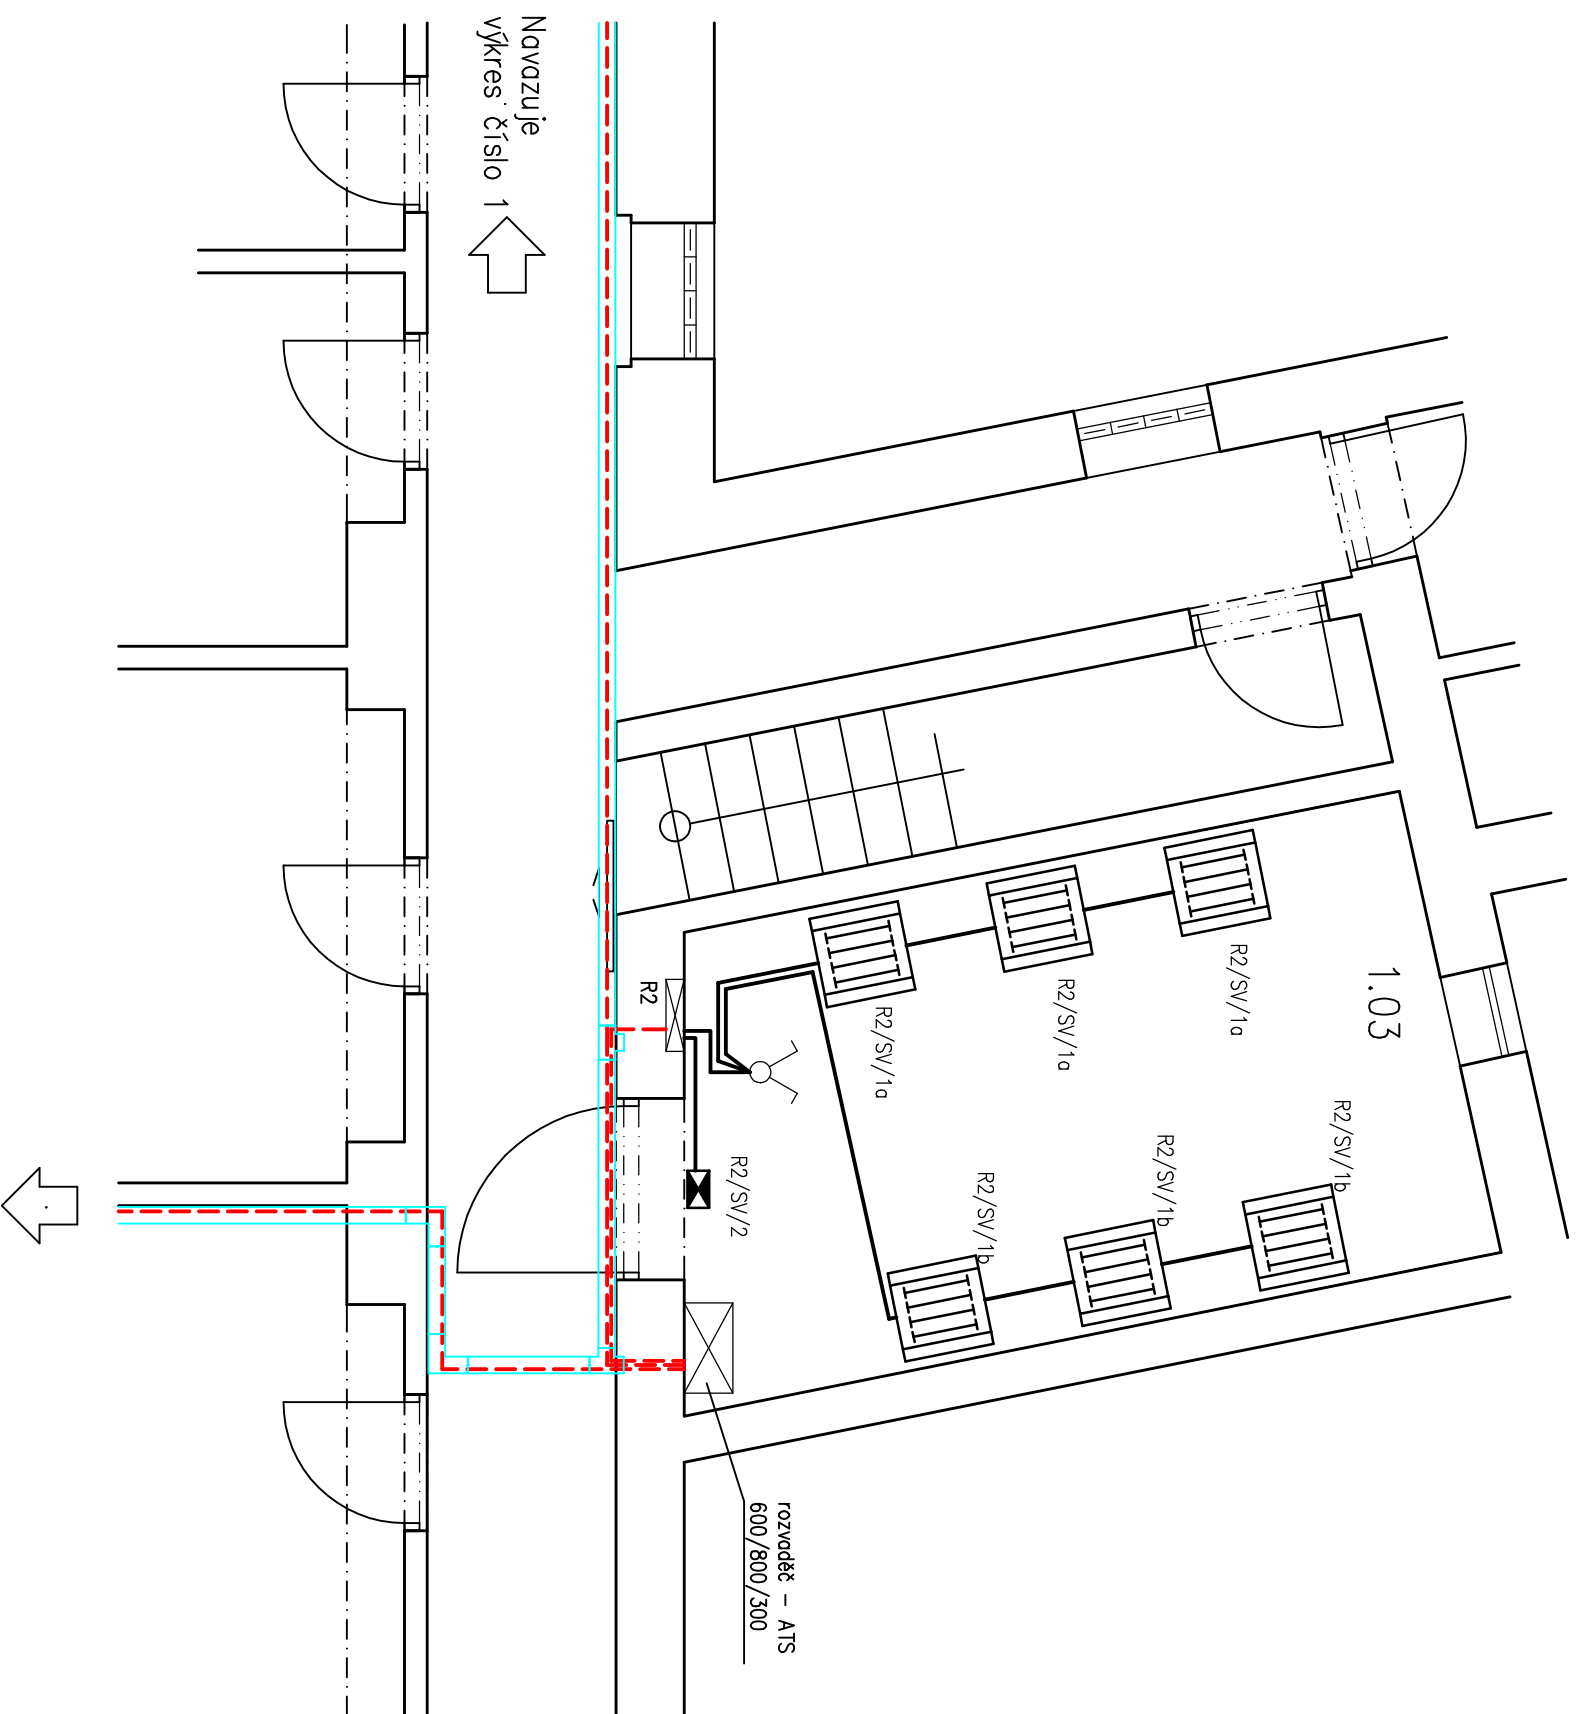 Navazuje
výkres číslo 1
1.03
R2/SV/1a
R2/SV/1a
R2/SV/1a
R2
R2/SV/1b
R2/SV/1b
R2/SV/1b
R2/SV/2
rozvaděč – ATS
600/800/300